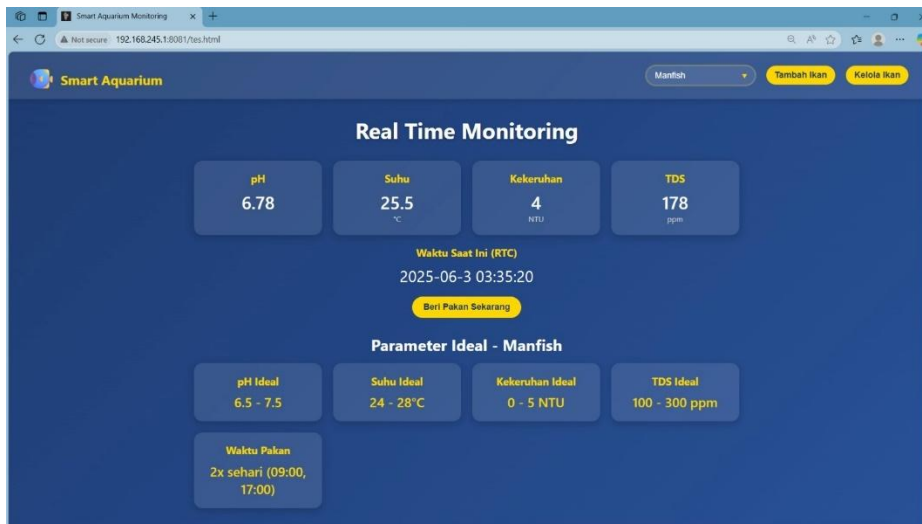 Smart Aquarium Monitoring
Not secure 192.168.245.1:8081/tes.html
Smart Aquarium
Manfish
Tambah Ikan
Kelola Ikan
Real Time Monitoring
pH
6.78
Suhu
25.5
°C
Kekeruhan
4
NTU
TDS
178
ppm
Waktu Saat Ini (RTC)
2025-06-3 03:35:20
Beri Pakan Sekarang
Parameter Ideal - Manfish
pH Ideal
6.5 - 7.5
Suhu Ideal
24 - 28°C
Kekeruhan Ideal
0 - 5 NTU
TDS Ideal
100 - 300 ppm
Waktu Pakan
2x sehari (09:00,
17:00)